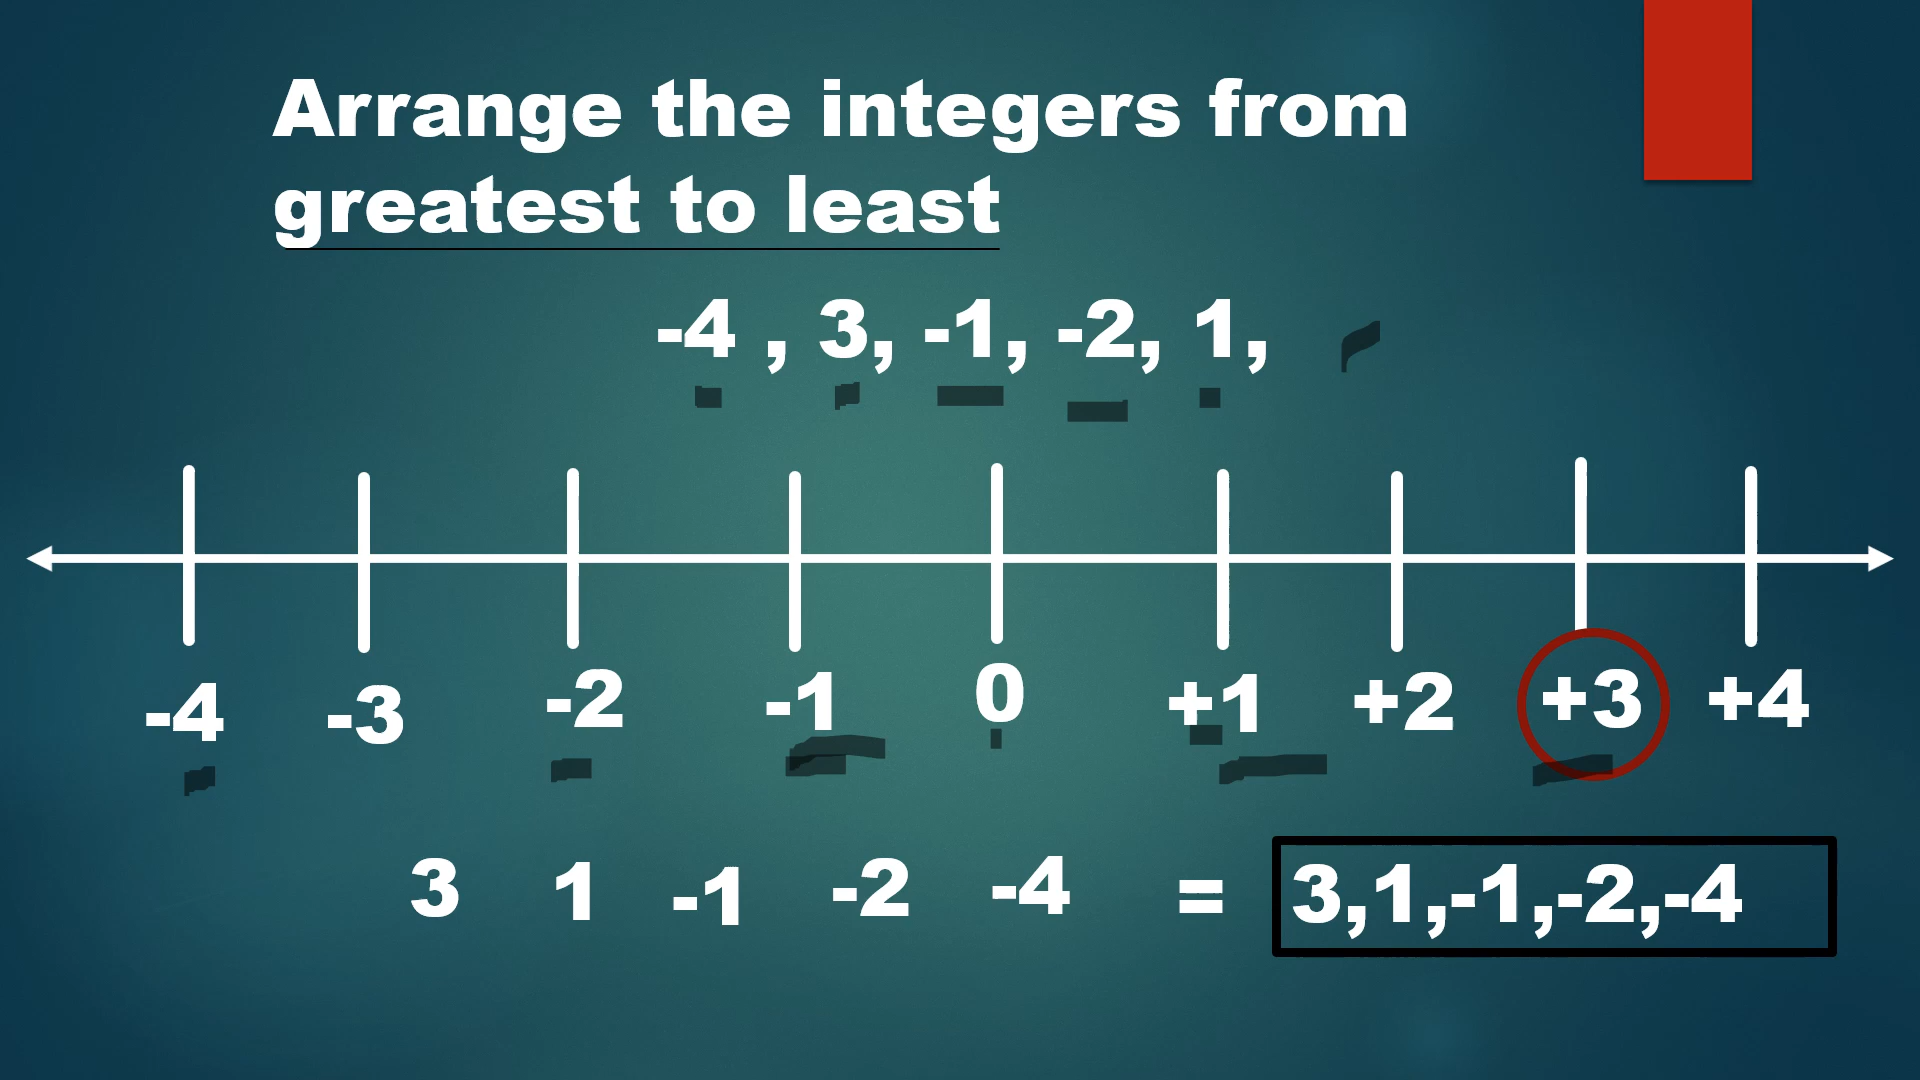 Arrange the integers from
greatest to least
-4 , 3, -1, -2, 1,
-4 -3 -2 -1 0 +1 +2 +3 +4
3 1 -1 -2 -4 = 3,1,-1,-2,-4